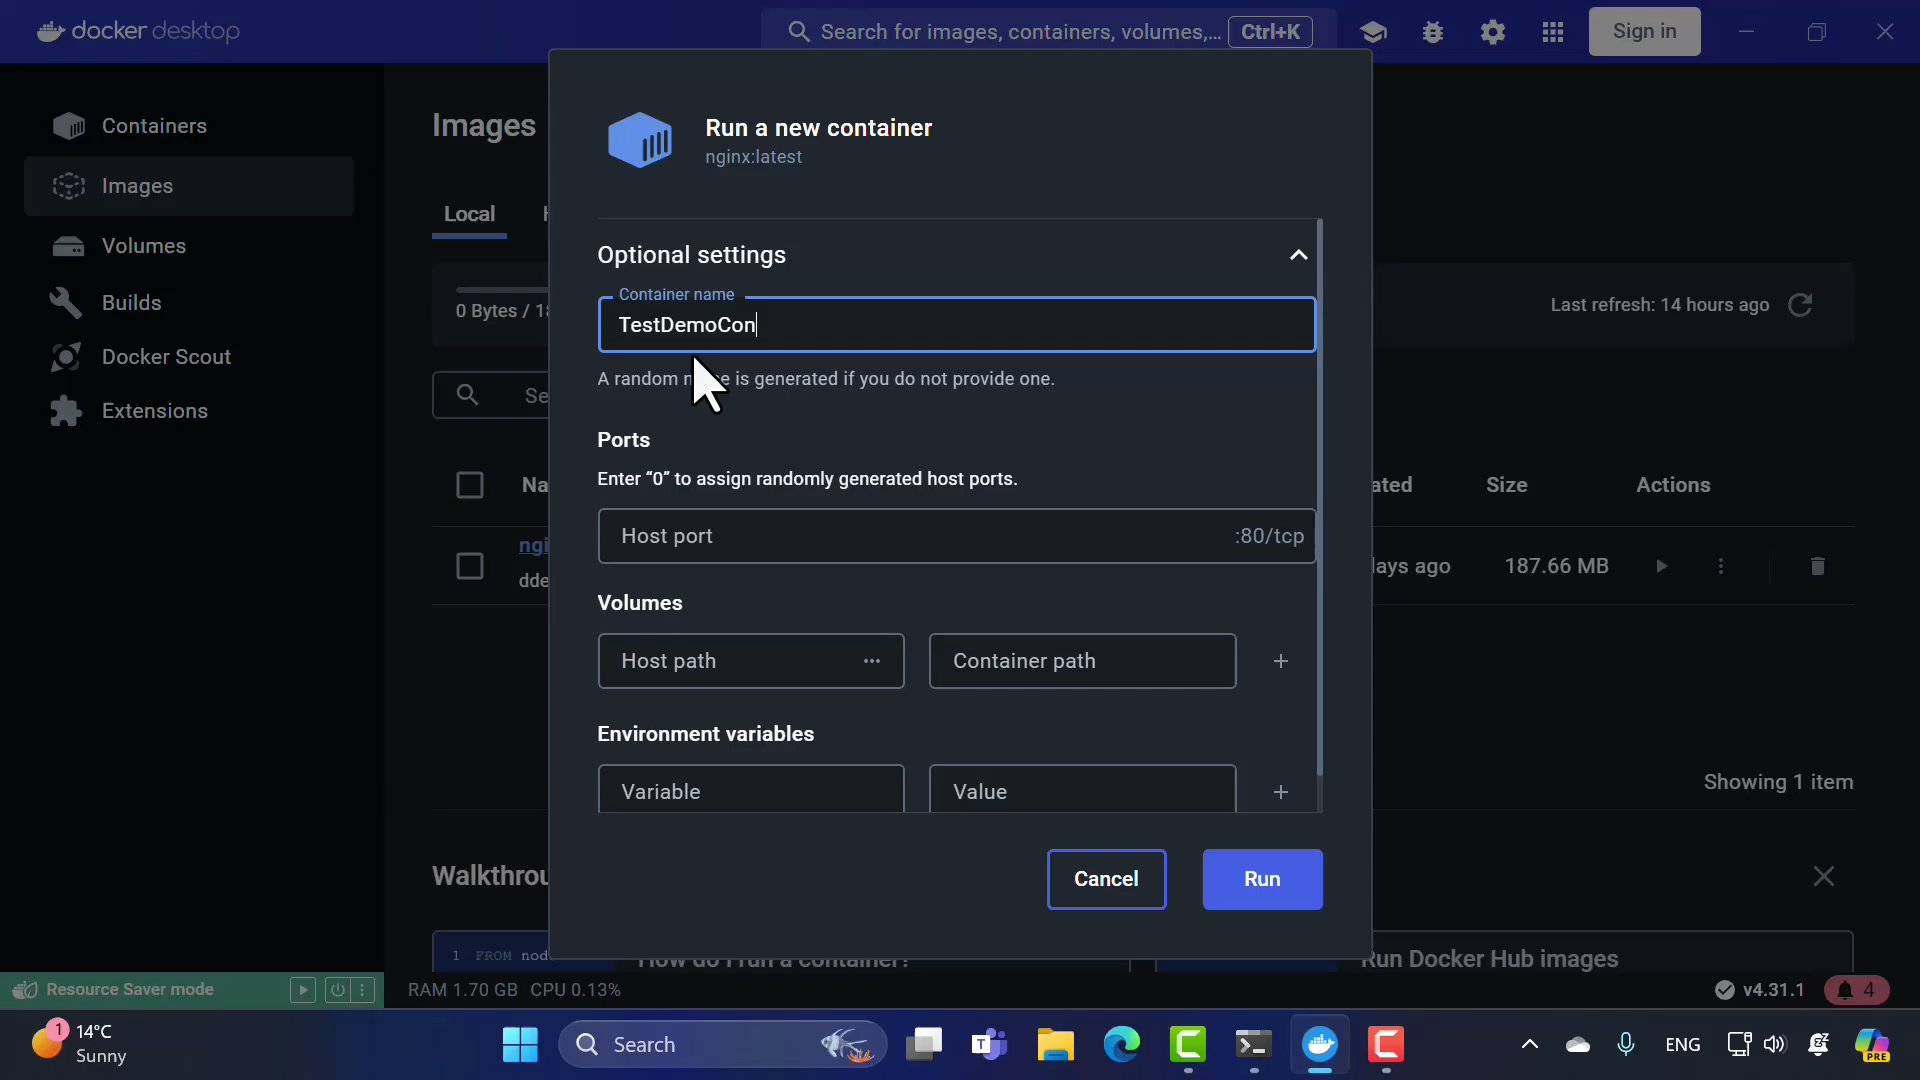 docker desktop
Search for images, containers, volumes,... Ctrl+K
Sign in
Containers
Images
Volumes
Builds
Docker Scout
Extensions
Images
Local
0 Bytes /
Last refresh: 14 hours ago
Size
Actions
ago
187.66 MB
Showing 1 item
Run a new container
nginx:latest
Optional settings
Container name
TestDemoCon
A random is generated if you do not provide one.
Ports
Enter “0” to assign randomly generated host ports.
Host port
:80/tcp
Volumes
Host path
...
Container path
+
Environment variables
Variable
Value
+
Cancel
Run
1 FROM
Run Docker Hub images
Resource Saver mode
RAM 1.70 GB CPU 0.13%
v4.31.1
4
1
14°C
Sunny
Search
ENG
PRE